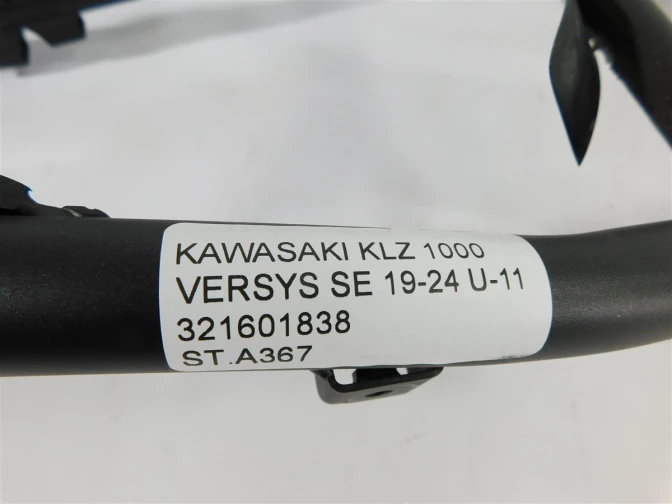 KAWASAKI KLZ 1000
VERSYS SE 19-24 U-11
321601838
ST.A367